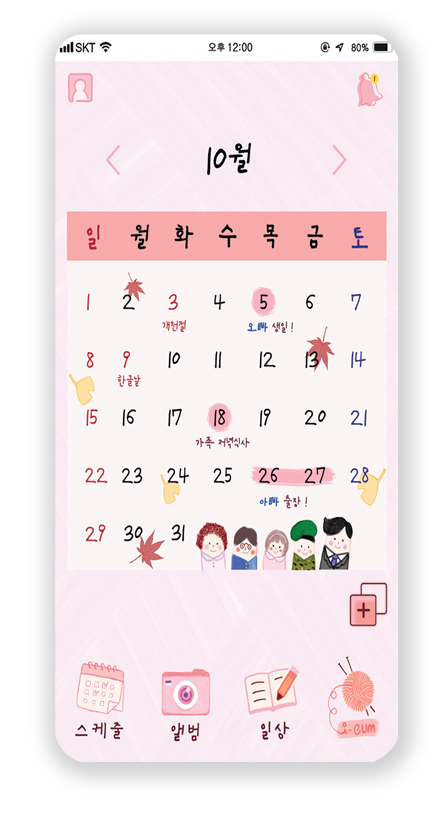 SKT 오후 12:00 80%
1
10월
일 월 화 수 목 금 토
1 2 3 4 5 6 7
개천절 오빠 생일!
8 9 10 11 12 13 14
한글날
15 16 17 18 19 20 21
가족 저녁식사
22 23 24 25 26 27 28
아빠 출장!
29 30 31
스케줄 앨범 일상 i-eum